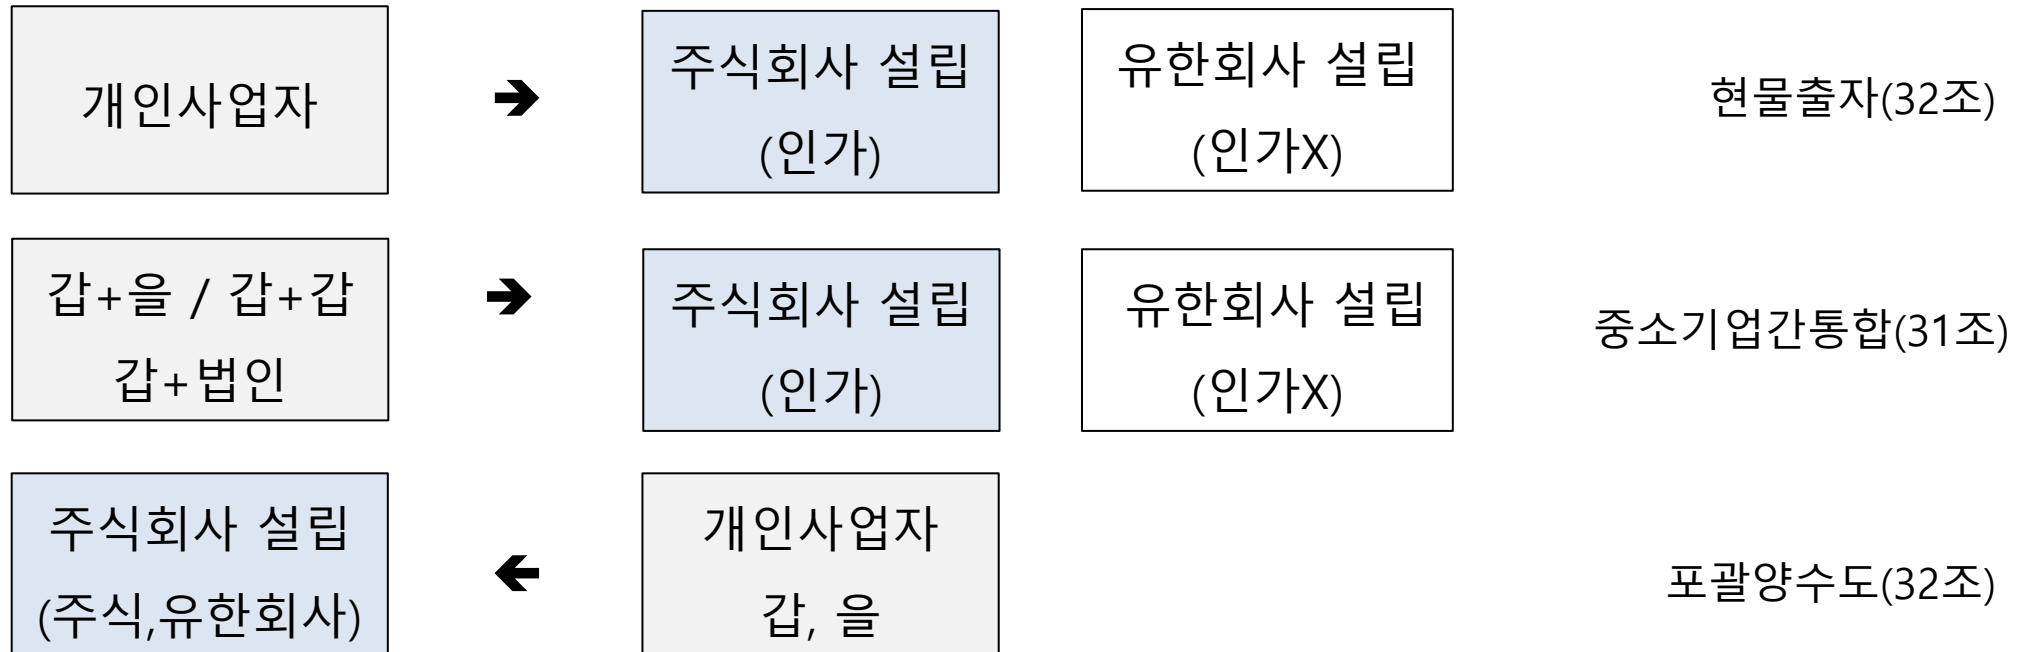 개인사업자
주식회사 설립
(인가)
유한회사 설립
(인가X)
현물출자(32조)
갑+을 / 갑+갑
갑+법인
주식회사 설립
(인가)
유한회사 설립
(인가X)
중소기업간통합(31조)
주식회사 설립
(주식,유한회사)
개인사업자
갑, 을
포괄양수도(32조)